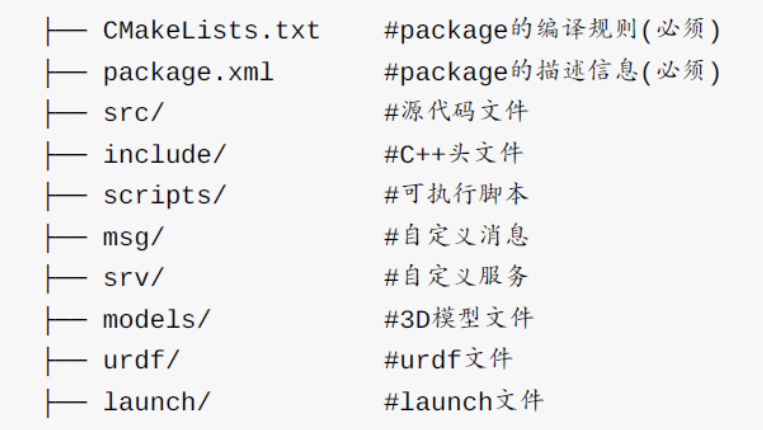 ├── CMakeLists.txt #package的编译规则(必须)
├── package.xml #package的描述信息(必须)
├── src/ #源代码文件
├── include/ #C++头文件
├── scripts/ #可执行脚本
├── msg/ #自定义消息
├── srv/ #自定义服务
├── models/ #3D模型文件
├── urdf/ #urdf文件
├── launch/ #launch文件